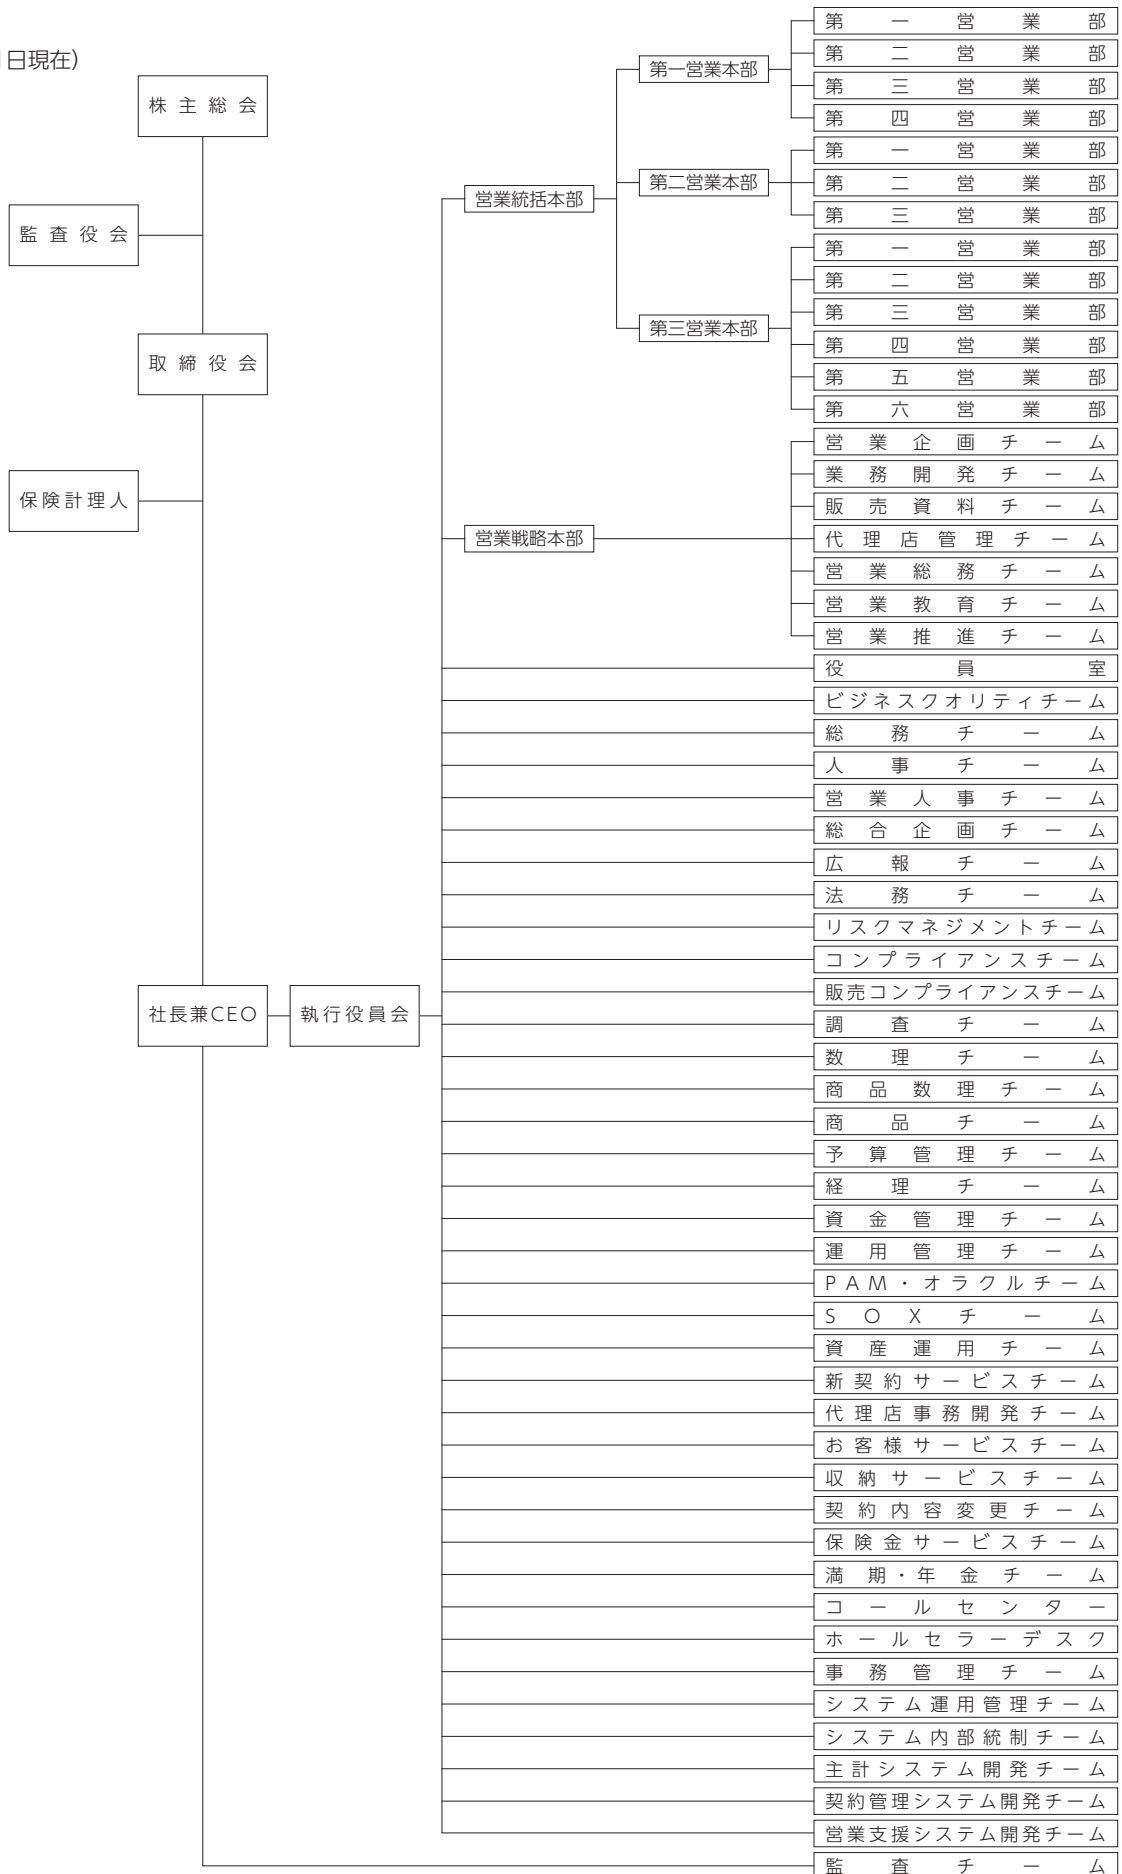 日現在)
株主総会
監査役会
取締役会
保険計理人
社長兼CEO
執行役員会
営業統括本部
第一営業本部
第一営業部
第二営業部
第三営業部
第四営業部
第二営業本部
第一営業部
第二営業部
第三営業部
第三営業本部
第一営業部
第二営業部
第三営業部
第四営業部
第五営業部
第六営業部
営業戦略本部
営業企画チーム
業務開発チーム
販売資料チーム
代理店管理チーム
営業総務チーム
営業教育チーム
営業推進チーム
役員室
ビジネスクオリティチーム
総務チーム
人事チーム
営業人事チーム
総合企画チーム
広報チーム
法務チーム
リスクマネジメントチーム
コンプライアンスチーム
販売コンプライアンスチーム
調査チーム
数理チーム
商品数理チーム
商品チーム
予算管理チーム
経理チーム
資金管理チーム
運用管理チーム
PAM・オラクルチーム
SOXチーム
資産運用チーム
新契約サービスチーム
代理店事務開発チーム
お客様サービスチーム
収納サービスチーム
契約内容変更チーム
保険金サービスチーム
満期・年金チーム
コールセンター
ホールセラーデスク
事務管理チーム
システム運用管理チーム
システム内部統制チーム
主計システム開発チーム
契約管理システム開発チーム
営業支援システム開発チーム
監査チーム